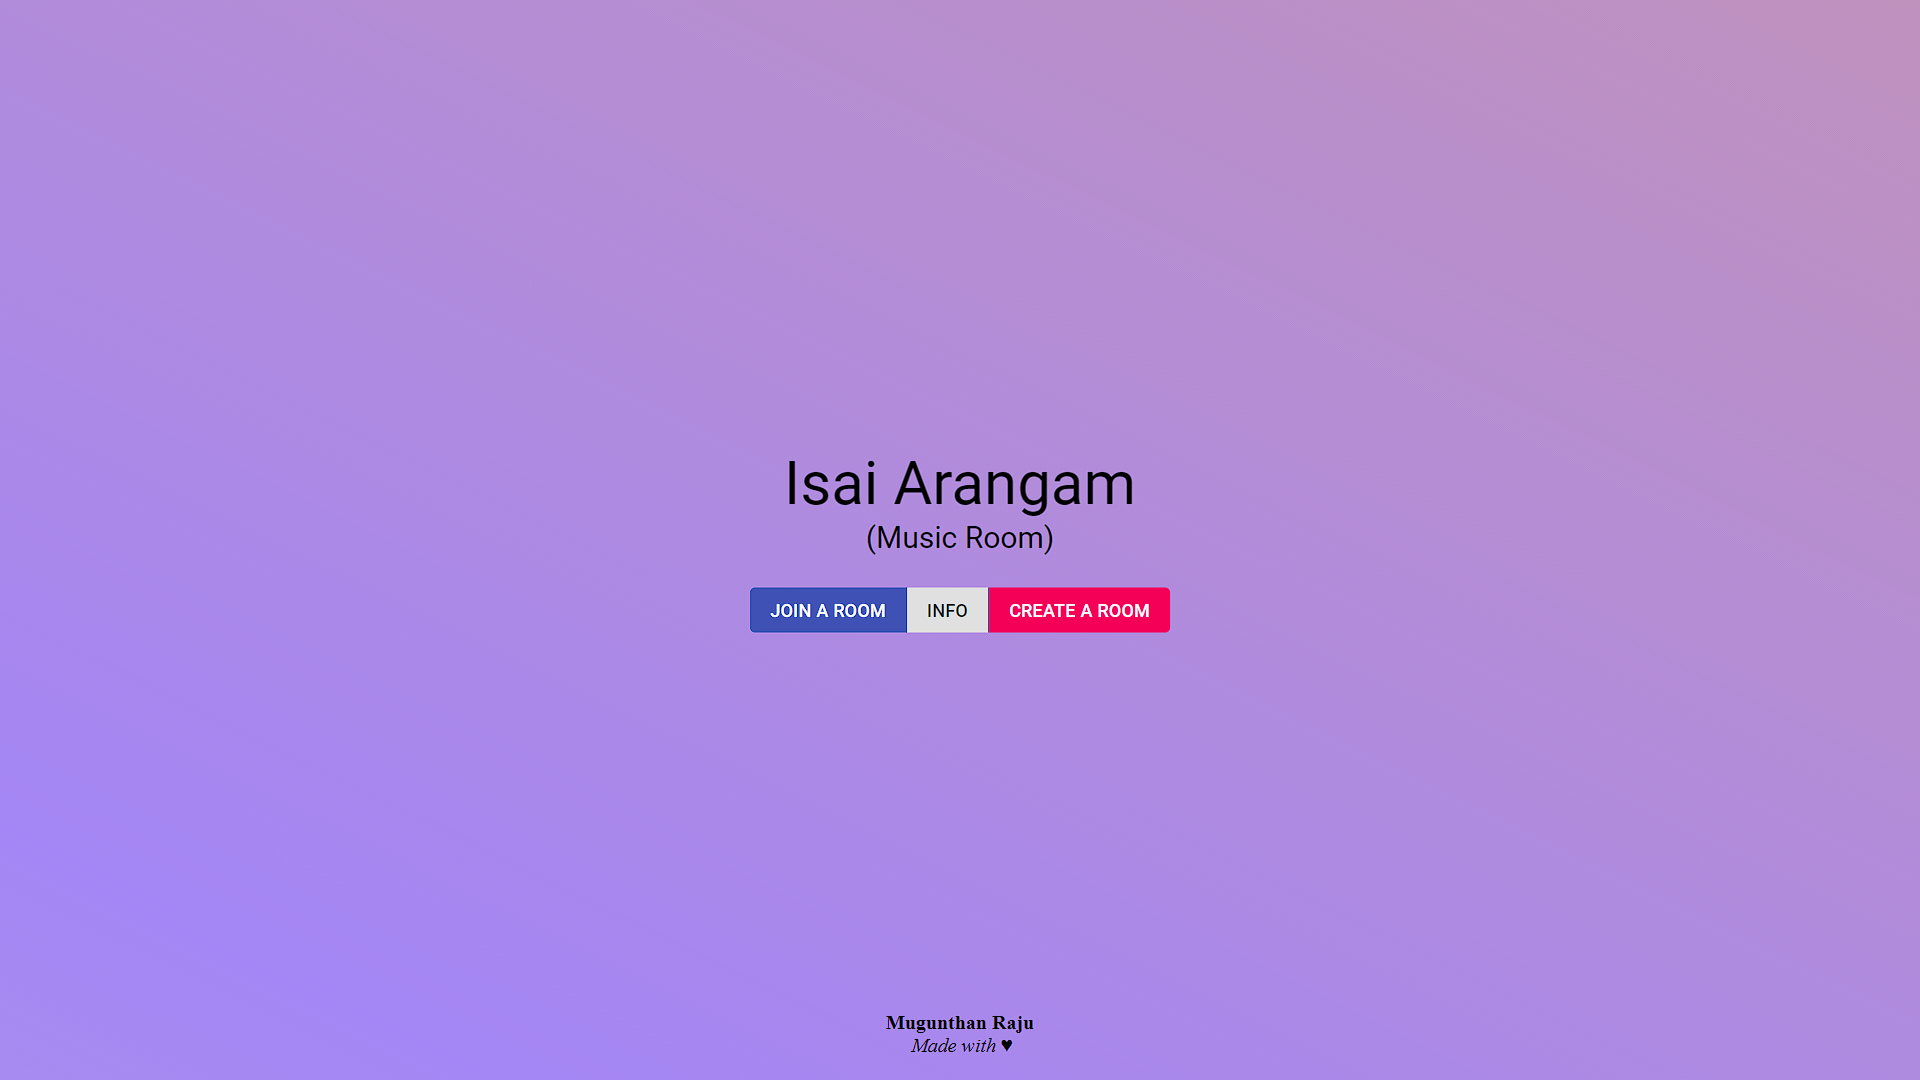 Isai Arangam
(Music Room)
JOIN A ROOM INFO CREATE A ROOM
Mugunthan Raju
Made with ♥